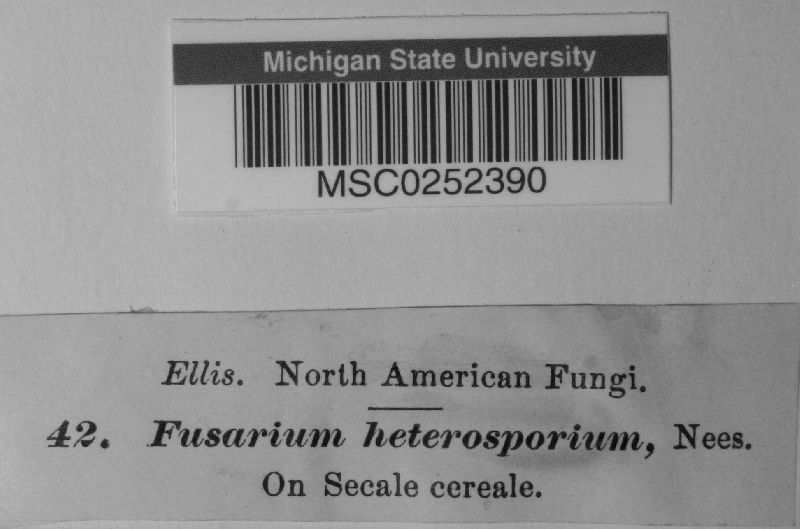 Michigan State University
MSC0252390
Ellis. North American Fungi.
42. Fusarium heterosporium, Nees.
On Secale cereale.